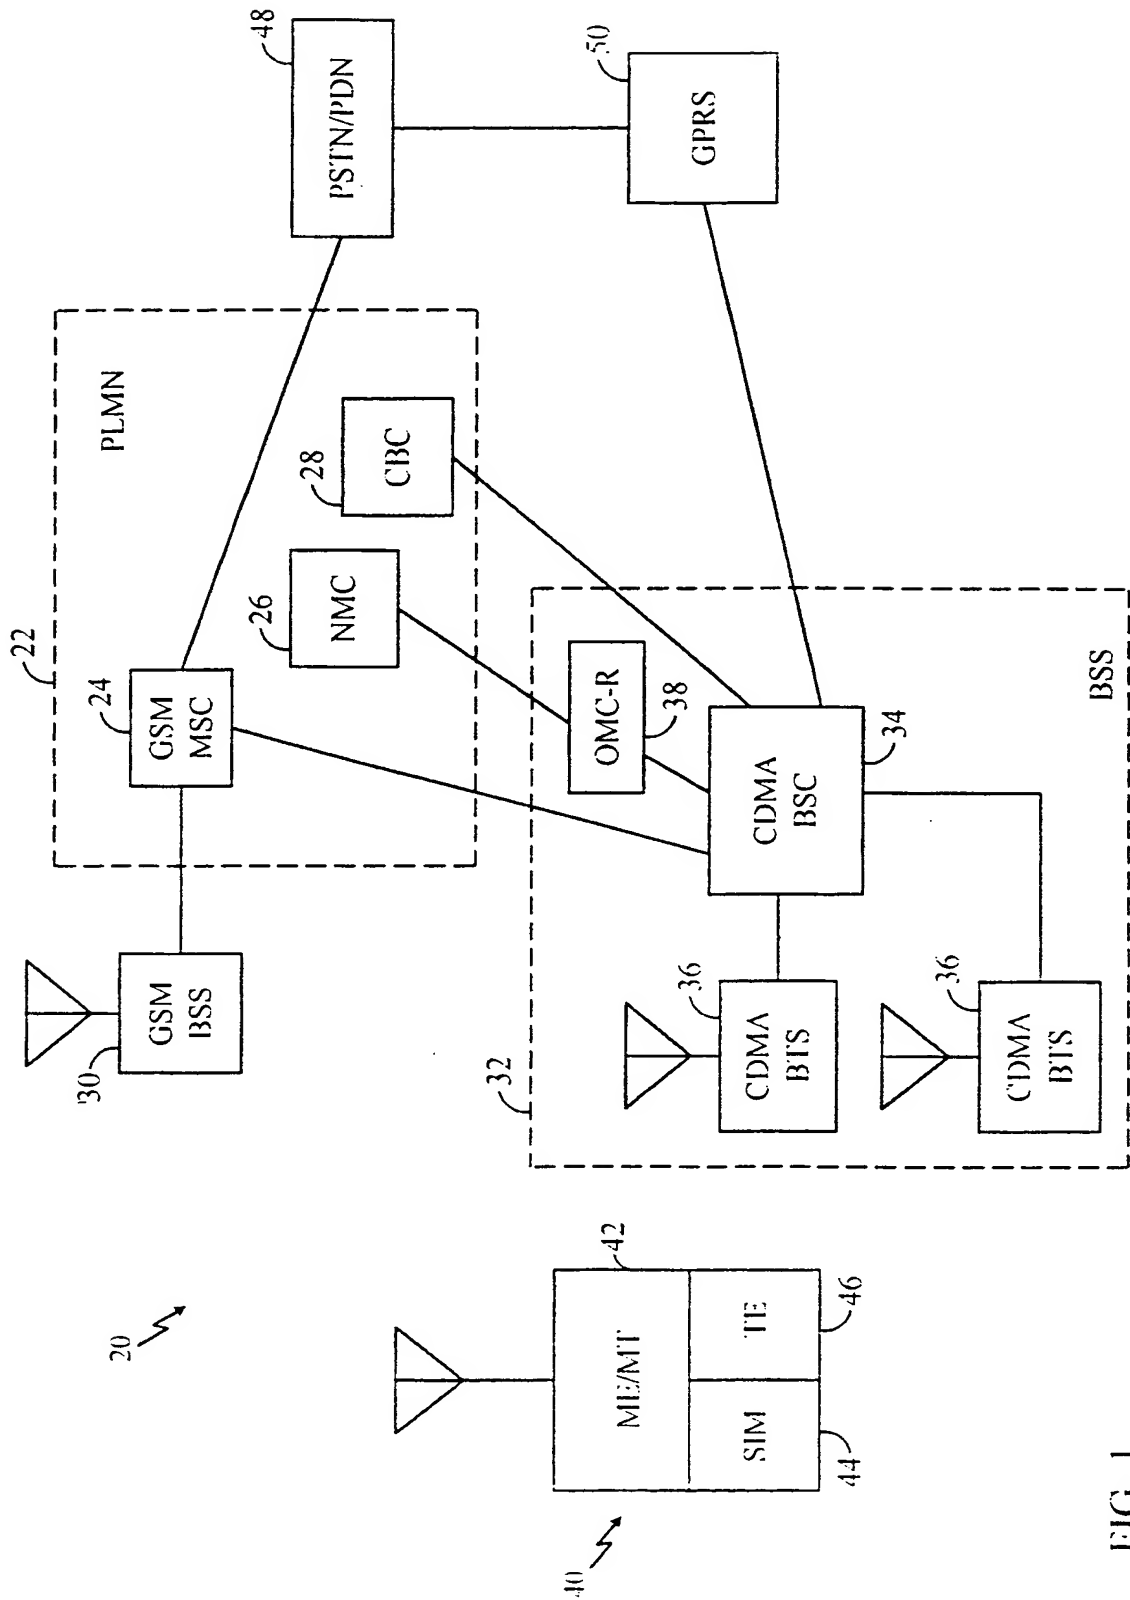 20
40
ME/MT
42
SIM
44
TE
46
30
GSM
BSS
22
PLMN
24
GSM
MSC
26
NMC
28
CBC
48
PSTN/PDN
50
GPRS
32
BSS
OMC-R
38
CDMA
BSC
34
36
CDMA
BTS
36
CDMA
BTS
FIG. 1